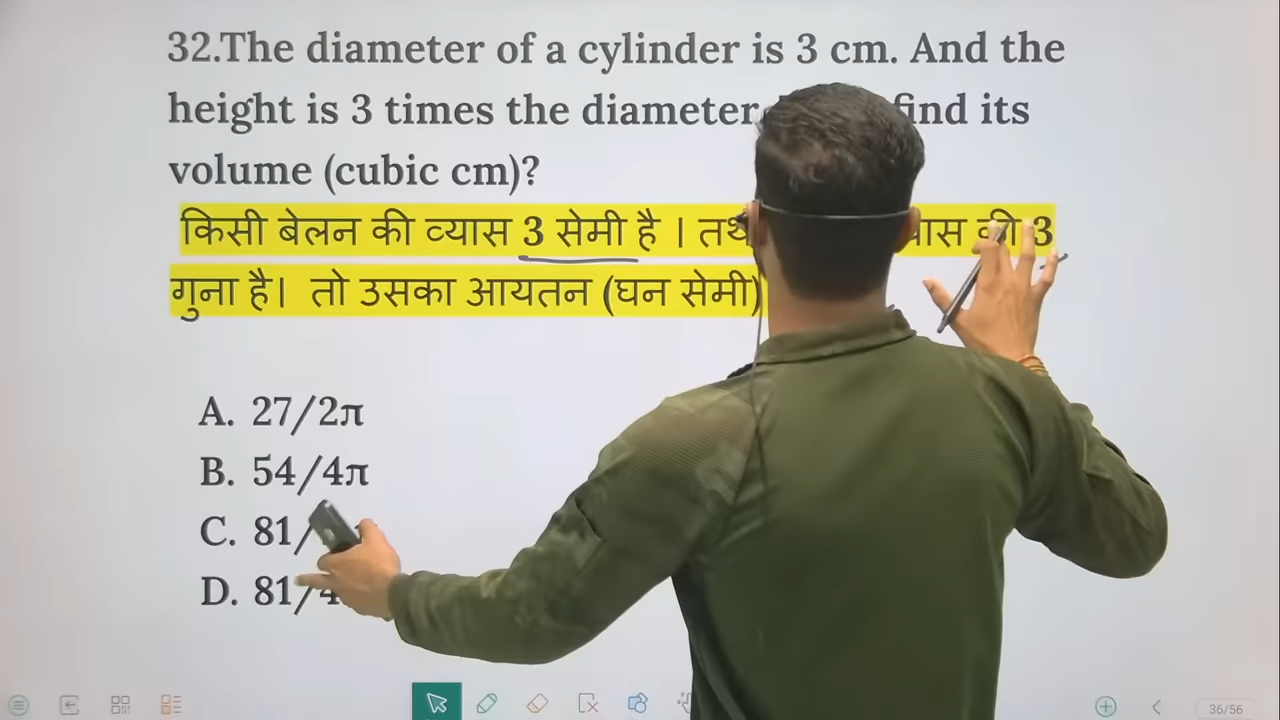 32.The diameter of a cylinder is 3 cm. And the
height is 3 times the diameter find its
volume (cubic cm)?
किसी बेलन की व्यास 3 सेमी है । की 3
गुना है। तो उसका आयतन (घन सेमी)
A. 27/2π
B. 54/4π
C. 81/
D. 81/4
36/56